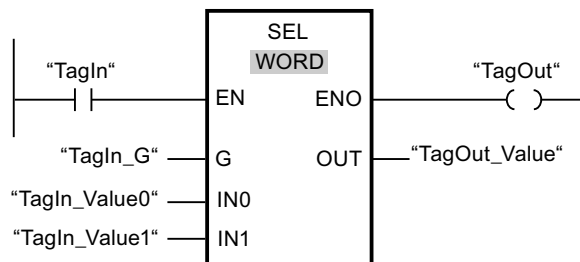 SEL
WORD
“TagIn“
“TagOut“
EN
ENO
“TagIn_G“
G
OUT
“TagOut_Value“
“TagIn_Value0“
IN0
“TagIn_Value1“
IN1